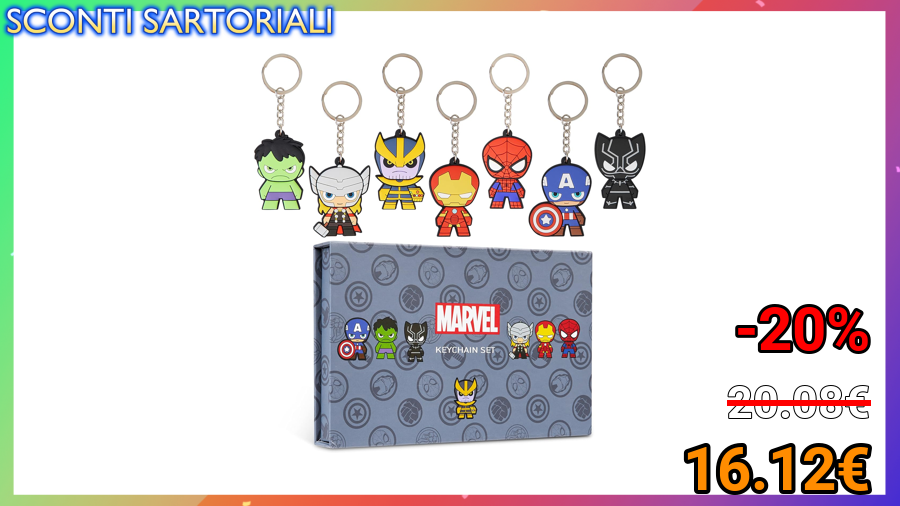 SCONTI SARTORIALI
A
A
MARVEL
KEYCHAIN SET
-20%
20.08€
16.12€